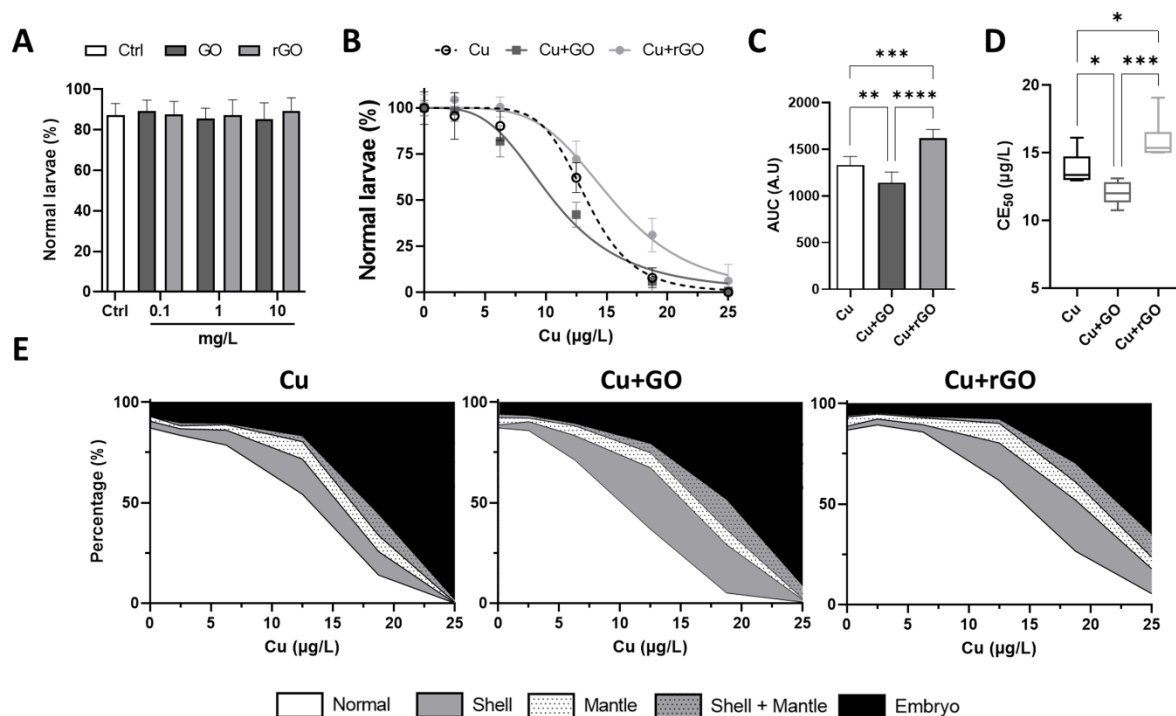 A
Ctrl GO rGO
Normal larvae (%)
100
80
60
40
20
0
Ctrl 0.1 1 10
mg/L
B
Cu Cu+GO Cu+rGO
Normal larvae (%)
100
75
50
25
0
0 5 10 15 20 25
Cu (µg/L)
C
*** 
** ****
AUC (A.U)
2000
1500
1000
500
0
Cu Cu+GO Cu+rGO
D
*
* ***
CE50 (µg/L)
20
15
10
5
Cu Cu+GO Cu+rGO
E
Cu
Percentage (%)
100
50
0
0 5 10 15 20 25
Cu (µg/L)
Cu+GO
100
50
0
0 5 10 15 20 25
Cu (µg/L)
Cu+rGO
100
50
0
0 5 10 15 20 25
Cu (µg/L)
Normal Shell Mantle Shell + Mantle Embryo